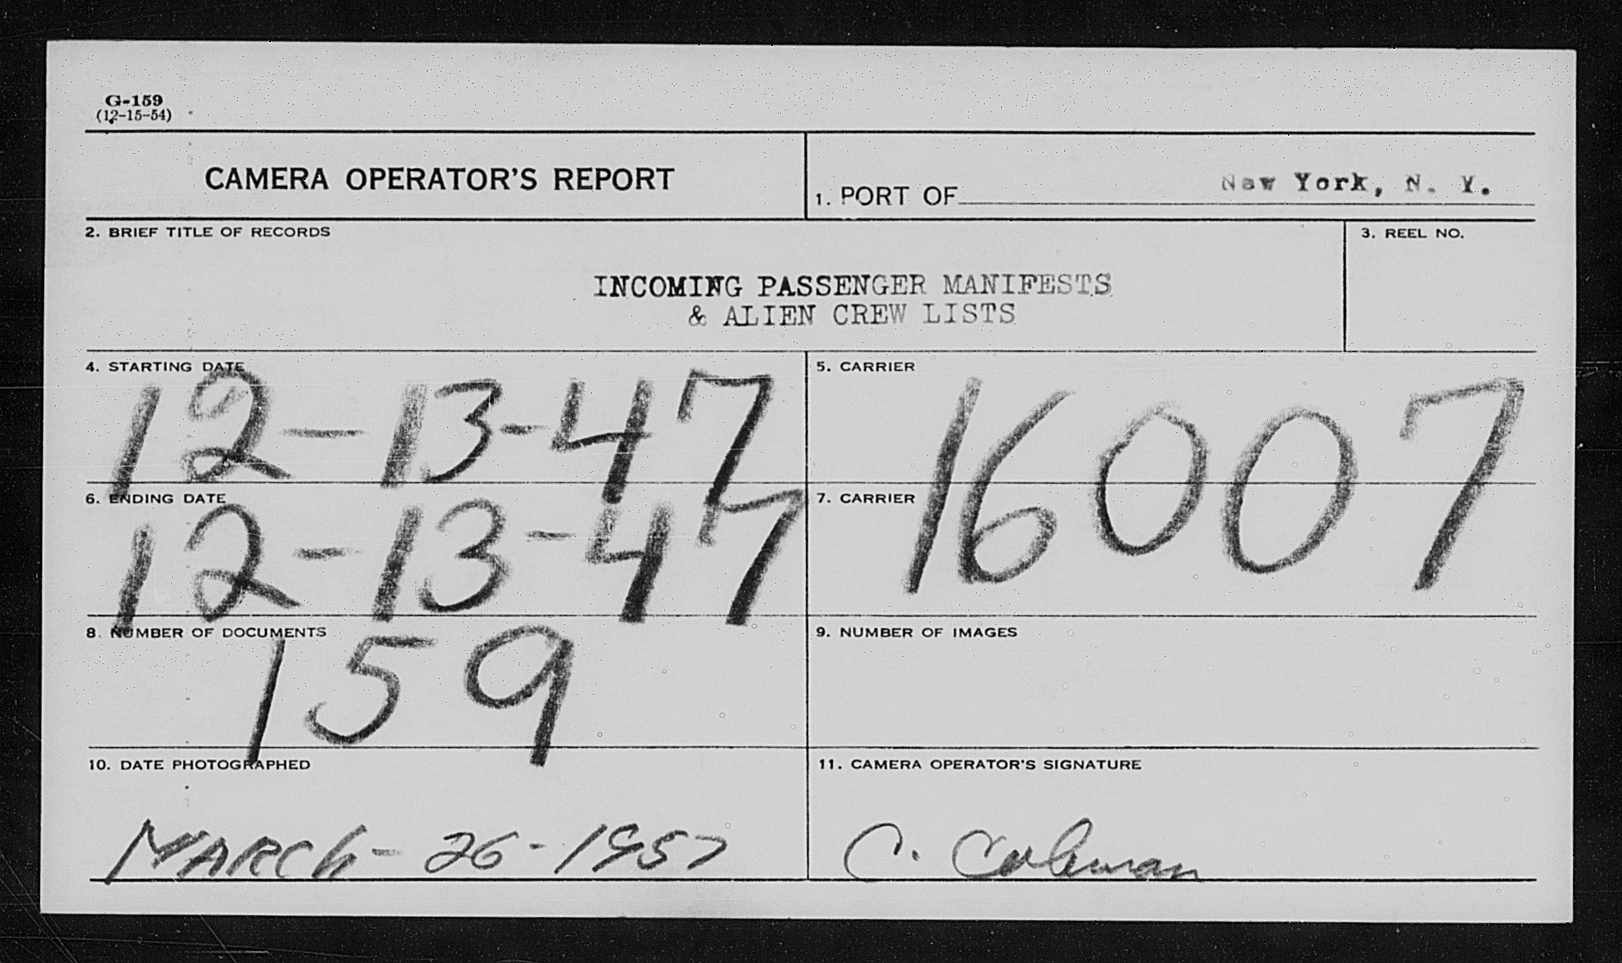 G-159
(12-15-54)
CAMERA OPERATOR'S REPORT
1. PORT OF New York, N. Y.
2. BRIEF TITLE OF RECORDS
3. REEL NO.
INCOMING PASSENGER MANIFESTS
& ALIEN CREW LISTS
4. STARTING DATE
12-13-47
5. CARRIER
16007
6. ENDING DATE
12-13-47
7. CARRIER
8. NUMBER OF DOCUMENTS
159
9. NUMBER OF IMAGES
10. DATE PHOTOGRAPHED
MARCh-26-1957
11. CAMERA OPERATOR'S SIGNATURE
C. Coleman